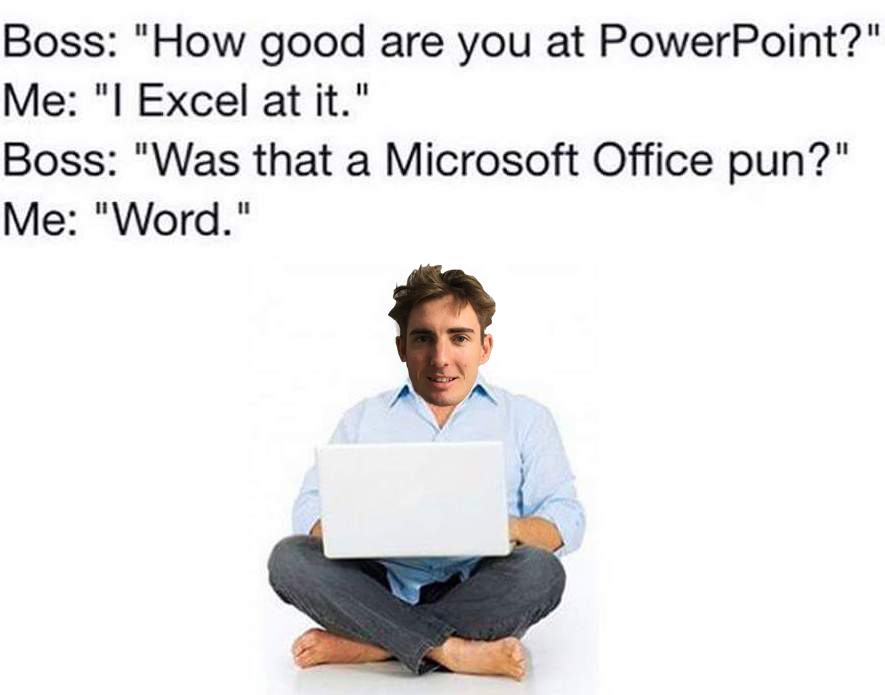 Boss: "How good are you at PowerPoint?"
Me: "I Excel at it."
Boss: "Was that a Microsoft Office pun?"
Me: "Word."